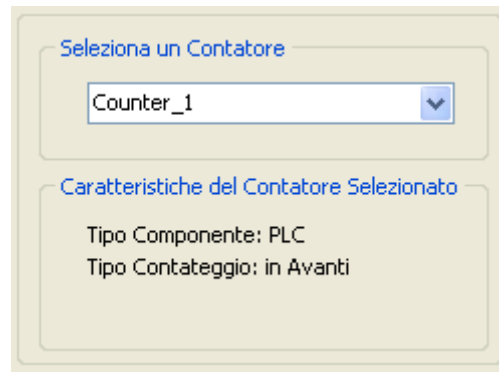 Seleziona un Contatore
Counter_1
Caratteristiche del Contatore Selezionato
Tipo Componente: PLC
Tipo Contateggio: in Avanti